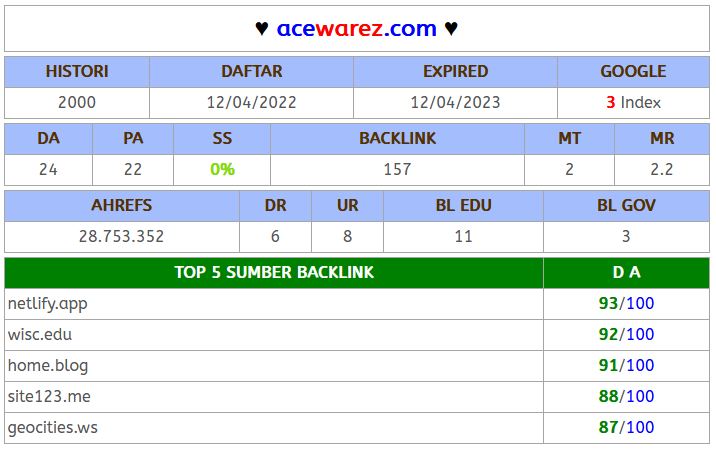 ♥ acewarez.com ♥
HISTORI DAFTAR EXPIRED GOOGLE
2000 12/04/2022 12/04/2023 3 Index
DA PA SS BACKLINK MT MR
24 22 0% 157 2 2.2
AHREFS DR UR BL EDU BL GOV
28.753.352 6 8 11 3
TOP 5 SUMBER BACKLINK D A
netlify.app 93/100
wisc.edu 92/100
home.blog 91/100
site123.me 88/100
geocities.ws 87/100